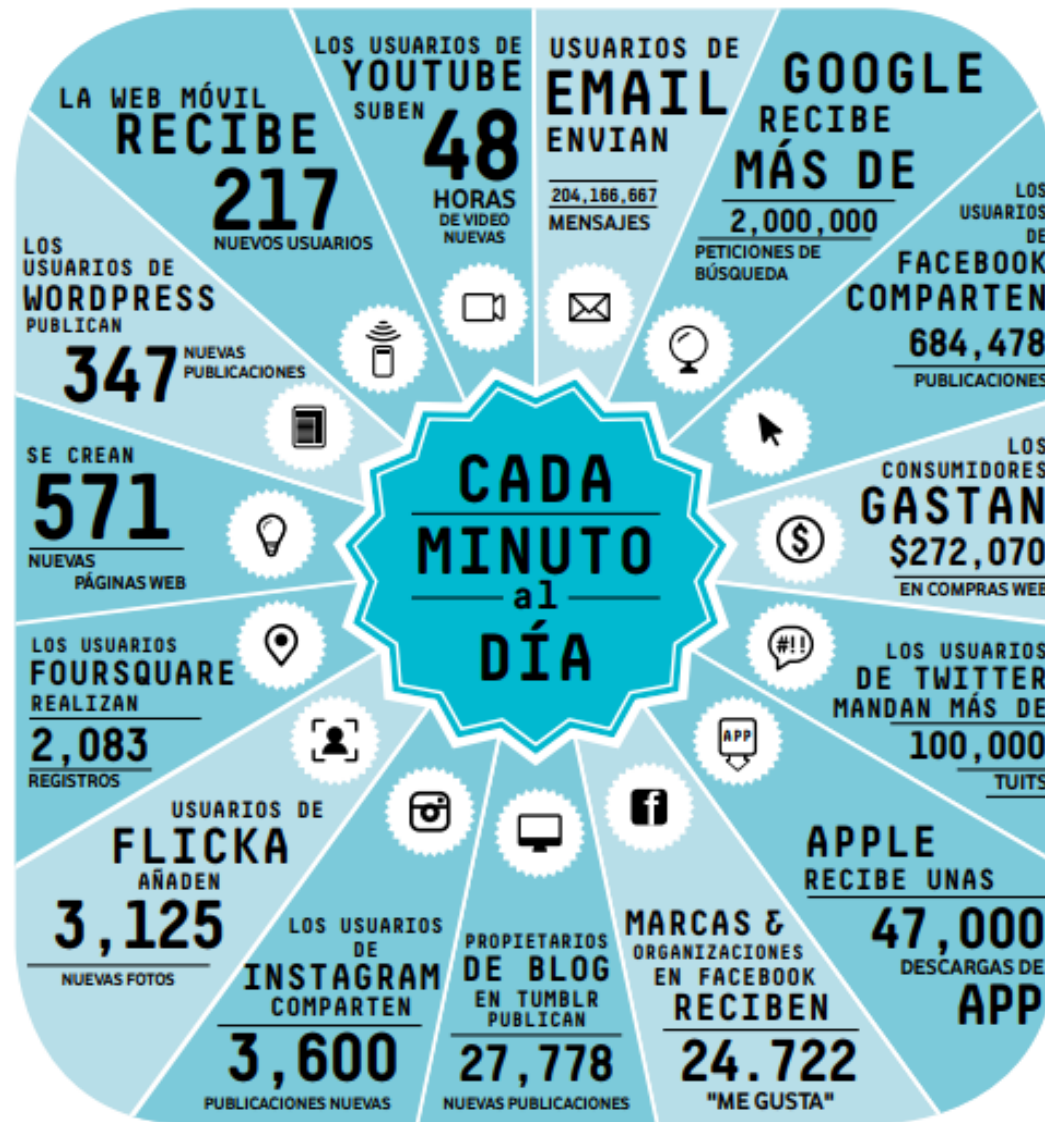 CADA
MINUTO
al
DÍA
LOS USUARIOS DE
YOUTUBE
SUBEN
48
HORAS
DE VIDEO
NUEVAS
USUARIOS DE
EMAIL
ENVIAN
204,166,667
MENSAJES
GOOGLE
RECIBE
MÁS DE
2,000,000
PETICIONES DE
BÚSQUEDA
LOS
USUARIOS
DE
FACEBOOK
COMPARTEN
684,478
PUBLICACIONES
LOS
CONSUMIDORES
GASTAN
$272,070
EN COMPRAS WEB
#!!
LOS USUARIOS
DE TWITTER
MANDAN MÁS DE
100,000
TUITS
APP
APPLE
RECIBE UNAS
47,000
DESCARGAS DE
APP
MARCAS &
ORGANIZACIONES
EN FACEBOOK
RECIBEN
24.722
"ME GUSTA"
PROPIETARIOS
DE BLOG
EN TUMBLR
PUBLICAN
27,778
NUEVAS PUBLICACIONES
LOS USUARIOS
DE
INSTAGRAM
COMPARTEN
3,600
PUBLICACIONES NUEVAS
USUARIOS DE
FLICKA
AÑADEN
3,125
NUEVAS FOTOS
LOS USUARIOS
FOURSQUARE
REALIZAN
2,083
REGISTROS
SE CREAN
571
NUEVAS
PÁGINAS WEB
LOS
USUARIOS DE
WORDPRESS
PUBLICAN
347 NUEVAS
PUBLICACIONES
LA WEB MÓVIL
RECIBE
217
NUEVOS USUARIOS